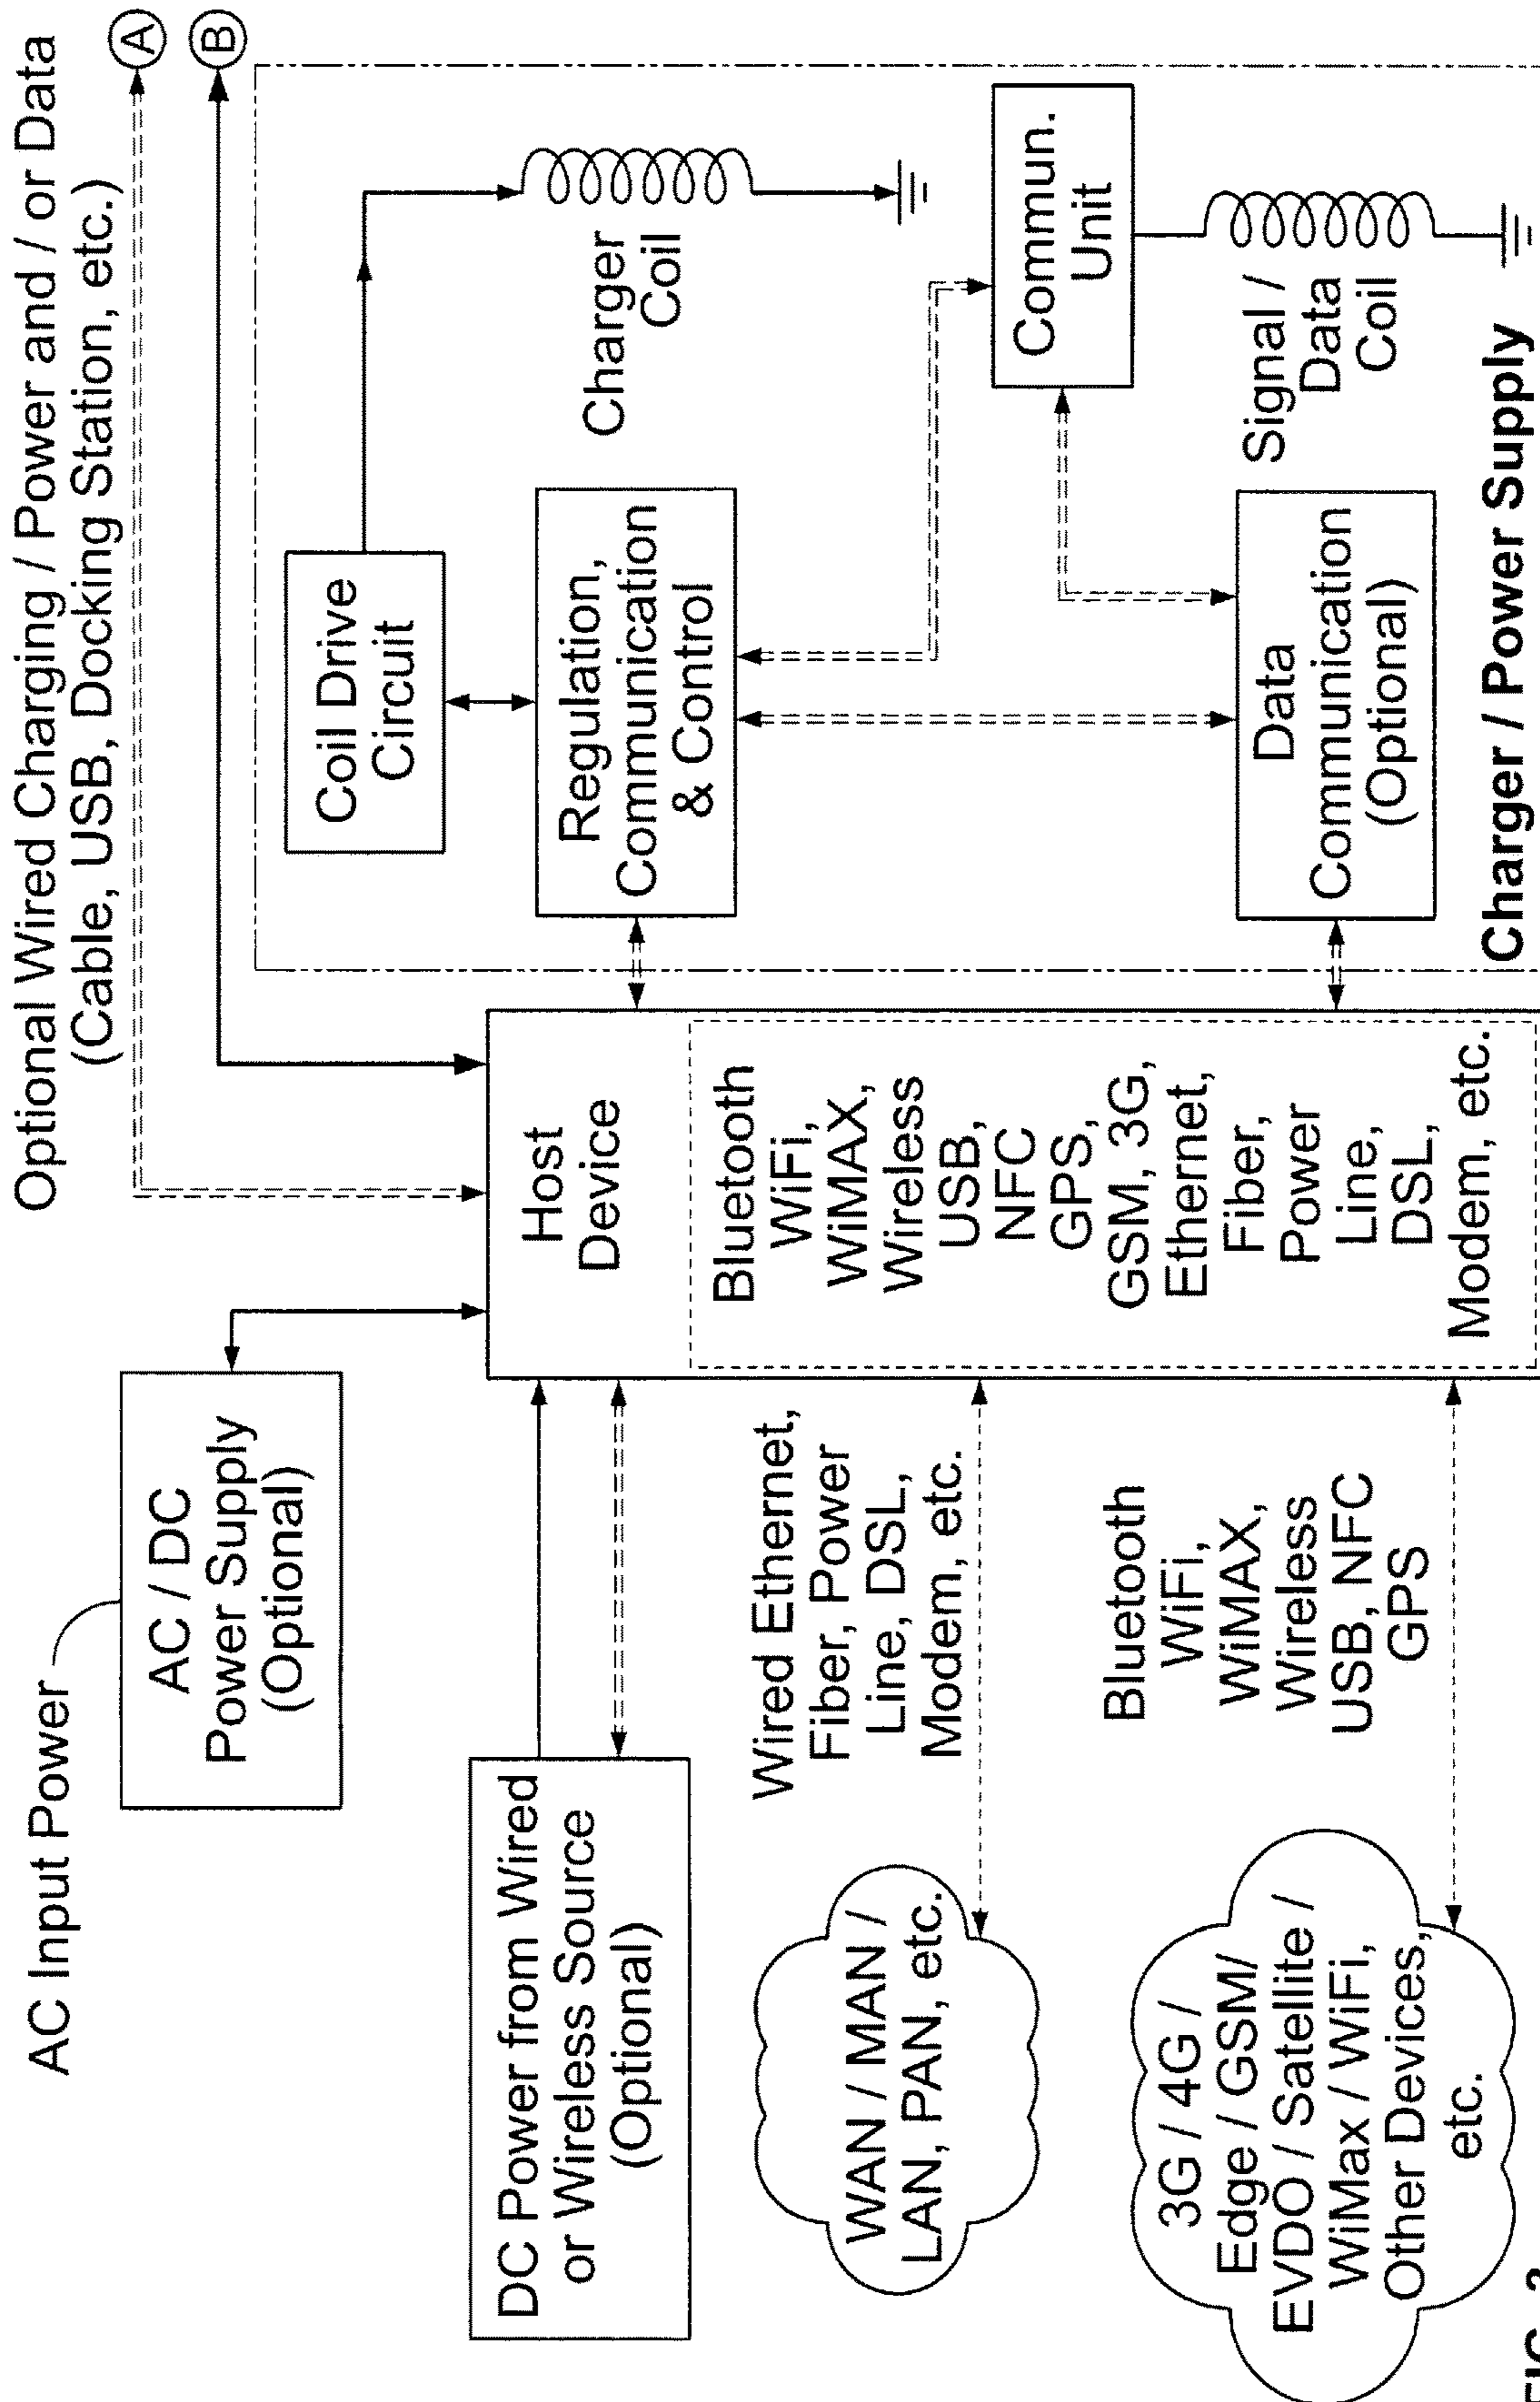 AC Input Power
AC / DC
Power Supply
(Optional)
Optional Wired Charging / Power and / or Data
(Cable, USB, Docking Station, etc.)
A
B
DC Power from Wired
or Wireless Source
(Optional)
Host
Device
Bluetooth
WiFi,
WiMAX,
Wireless
USB,
NFC
GPS,
GSM, 3G,
Ethernet,
Fiber,
Power
Line,
DSL,
Modem, etc.
Coil Drive
Circuit
Regulation,
Communication
& Control
Charger
Coil
Commun.
Unit
Signal /
Data
Coil
Data
Communication
(Optional)
Charger / Power Supply
WAN / MAN /
LAN, PAN, etc.
Wired Ethernet,
Fiber, Power
Line, DSL,
Modem, etc.
3G / 4G /
Edge / GSM/
EVDO / Satellite /
WiMax / WiFi,
Other Devices,
etc.
Bluetooth
WiFi,
WiMAX,
Wireless
USB, NFC
GPS